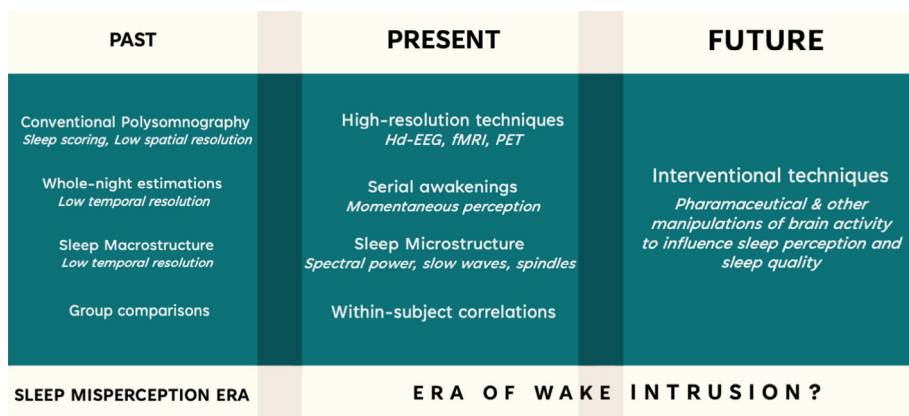 PAST
PRESENT
FUTURE
Conventional Polysomnography
Sleep scoring, Low spatial resolution
Whole-night estimations
Low temporal resolution
Sleep Macrostructure
Low temporal resolution
Group comparisons
High-resolution techniques
Hd-EEG, fMRI, PET
Serial awakenings
Momentaneous perception
Sleep Microstructure
Spectral power, slow waves, spindles
Within-subject correlations
Interventional techniques
Pharamaceutical & other
manipulations of brain activity
to influence sleep perception and
sleep quality
SLEEP MISPERCEPTION ERA
ERA OF WAKE INTRUSION?